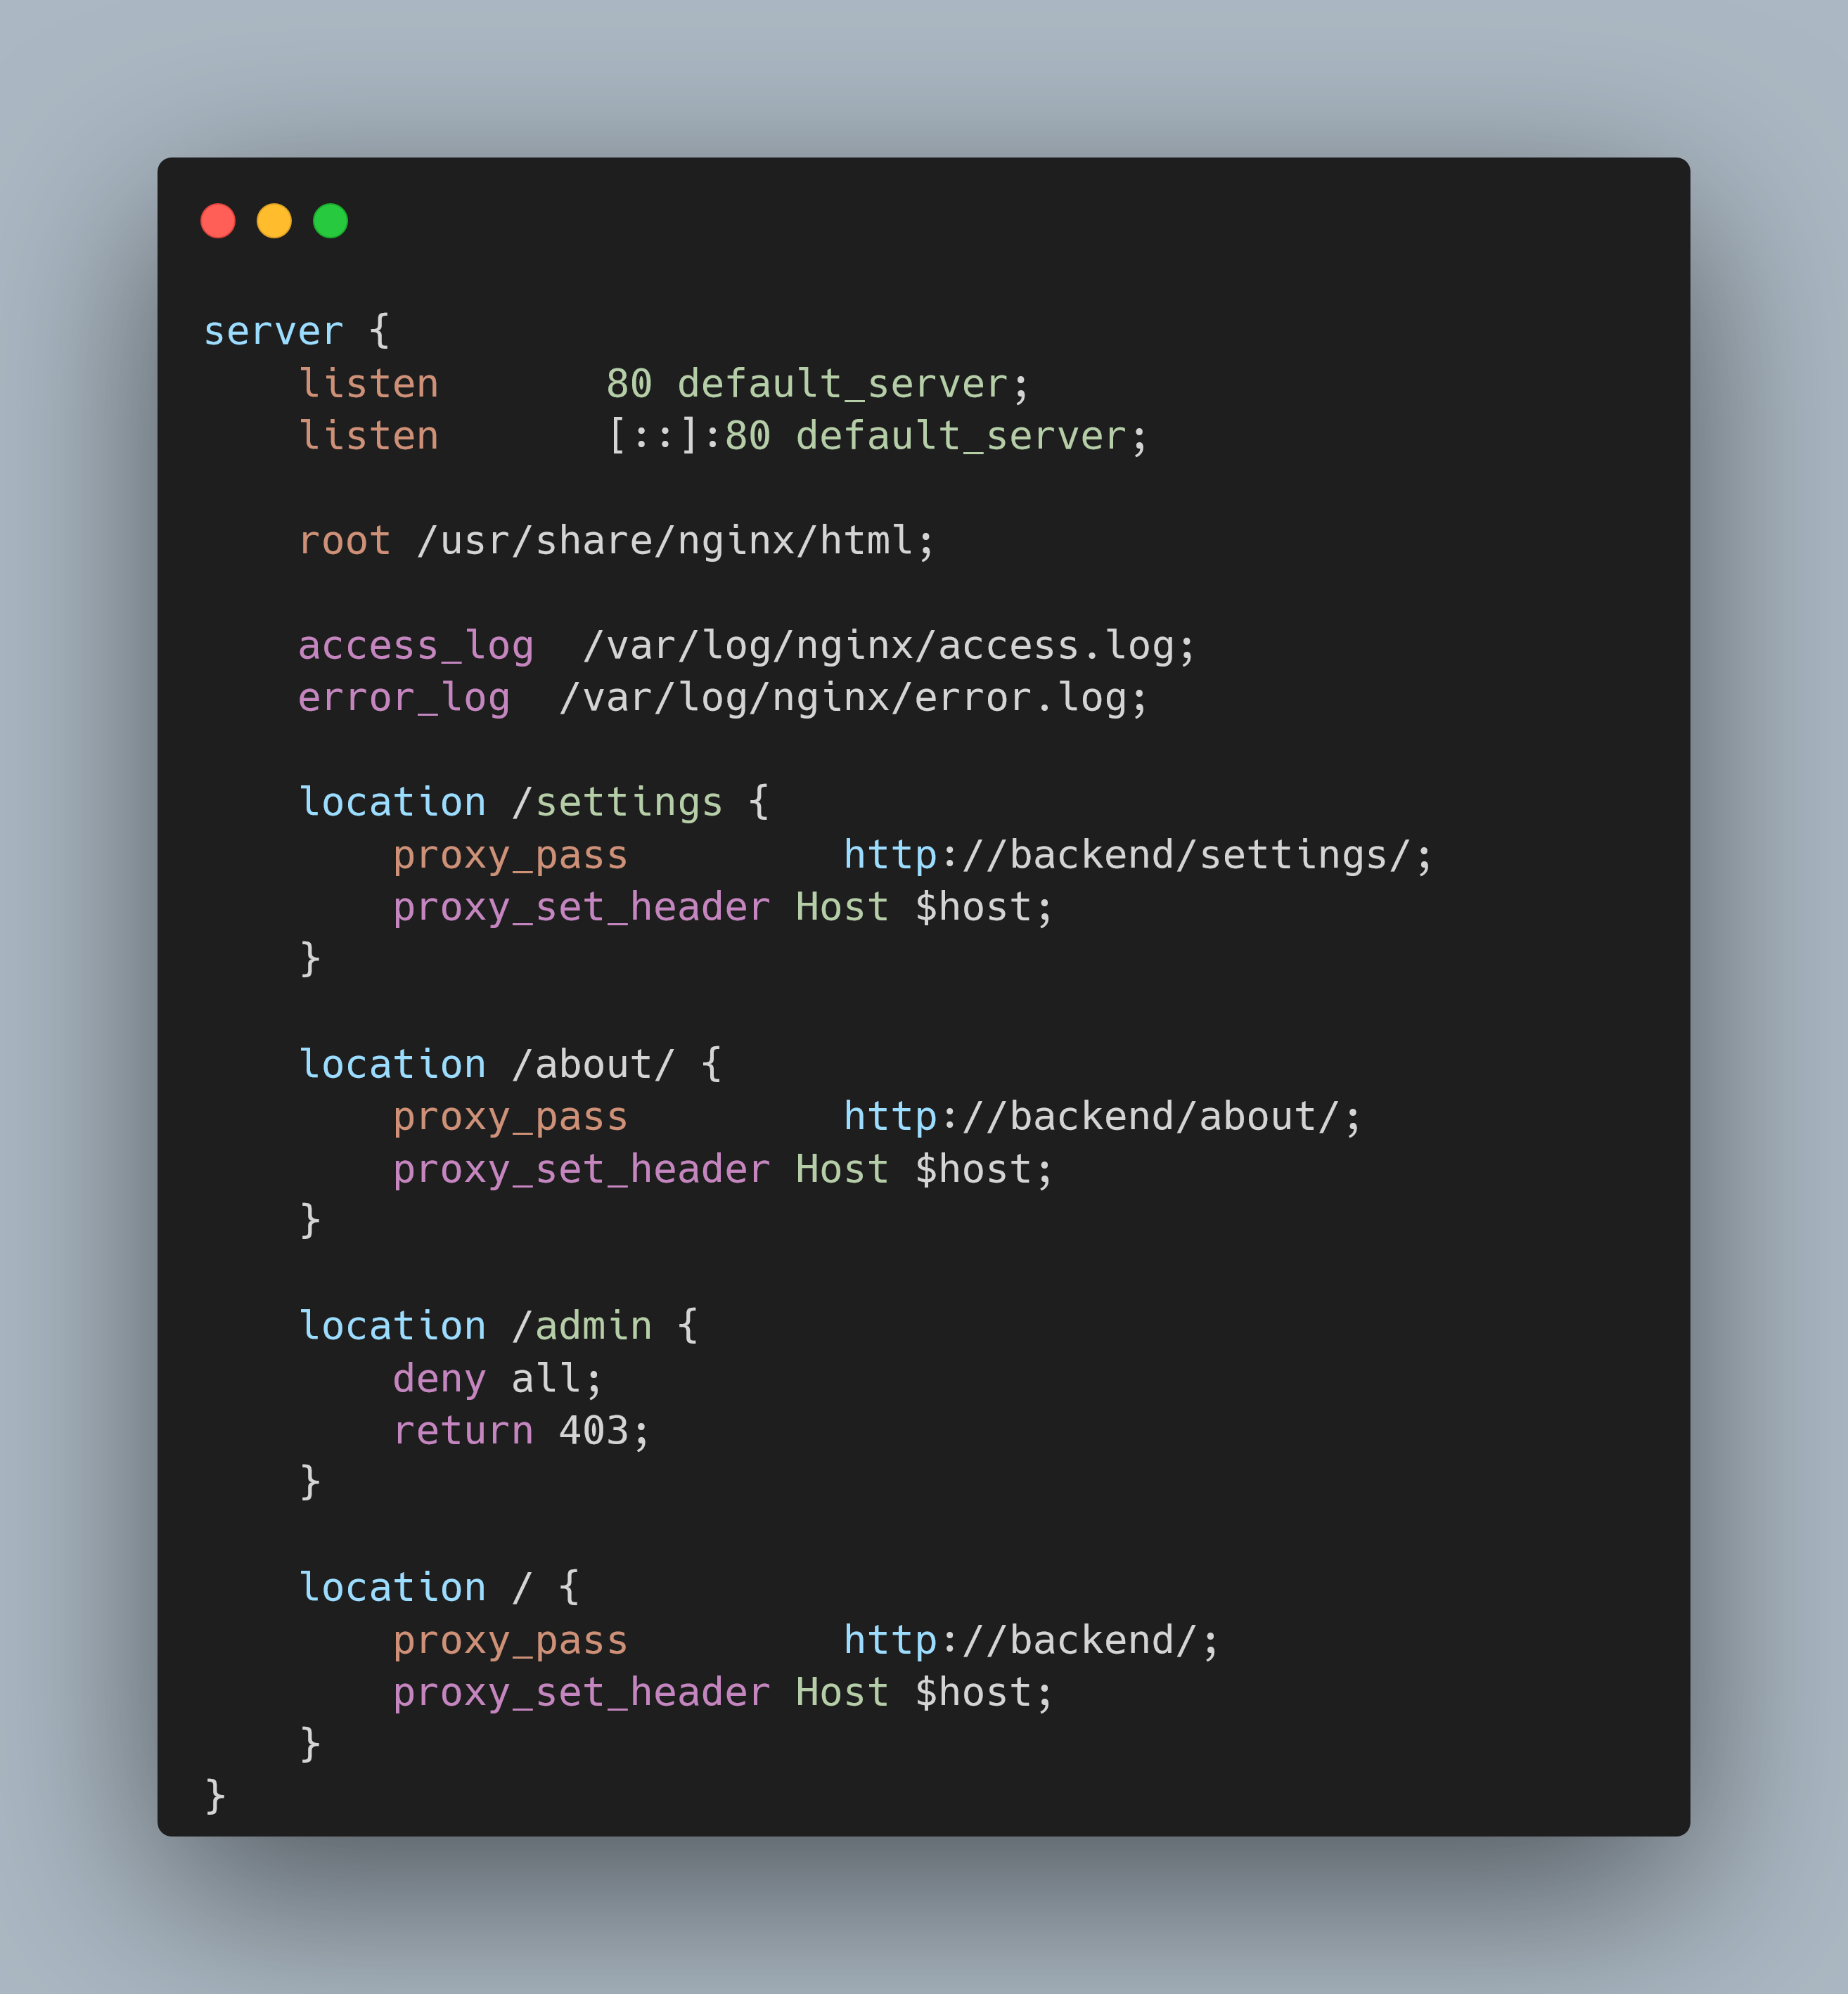 server {
    listen       80 default_server;
    listen       [::]:80 default_server;

    root /usr/share/nginx/html;

    access_log  /var/log/nginx/access.log;
    error_log  /var/log/nginx/error.log;

    location /settings {
        proxy_pass         http://backend/settings/;
        proxy_set_header Host $host;
    }

    location /about/ {
        proxy_pass         http://backend/about/;
        proxy_set_header Host $host;
    }

    location /admin {
        deny all;
        return 403;
    }

    location / {
        proxy_pass         http://backend/;
        proxy_set_header Host $host;
    }
}